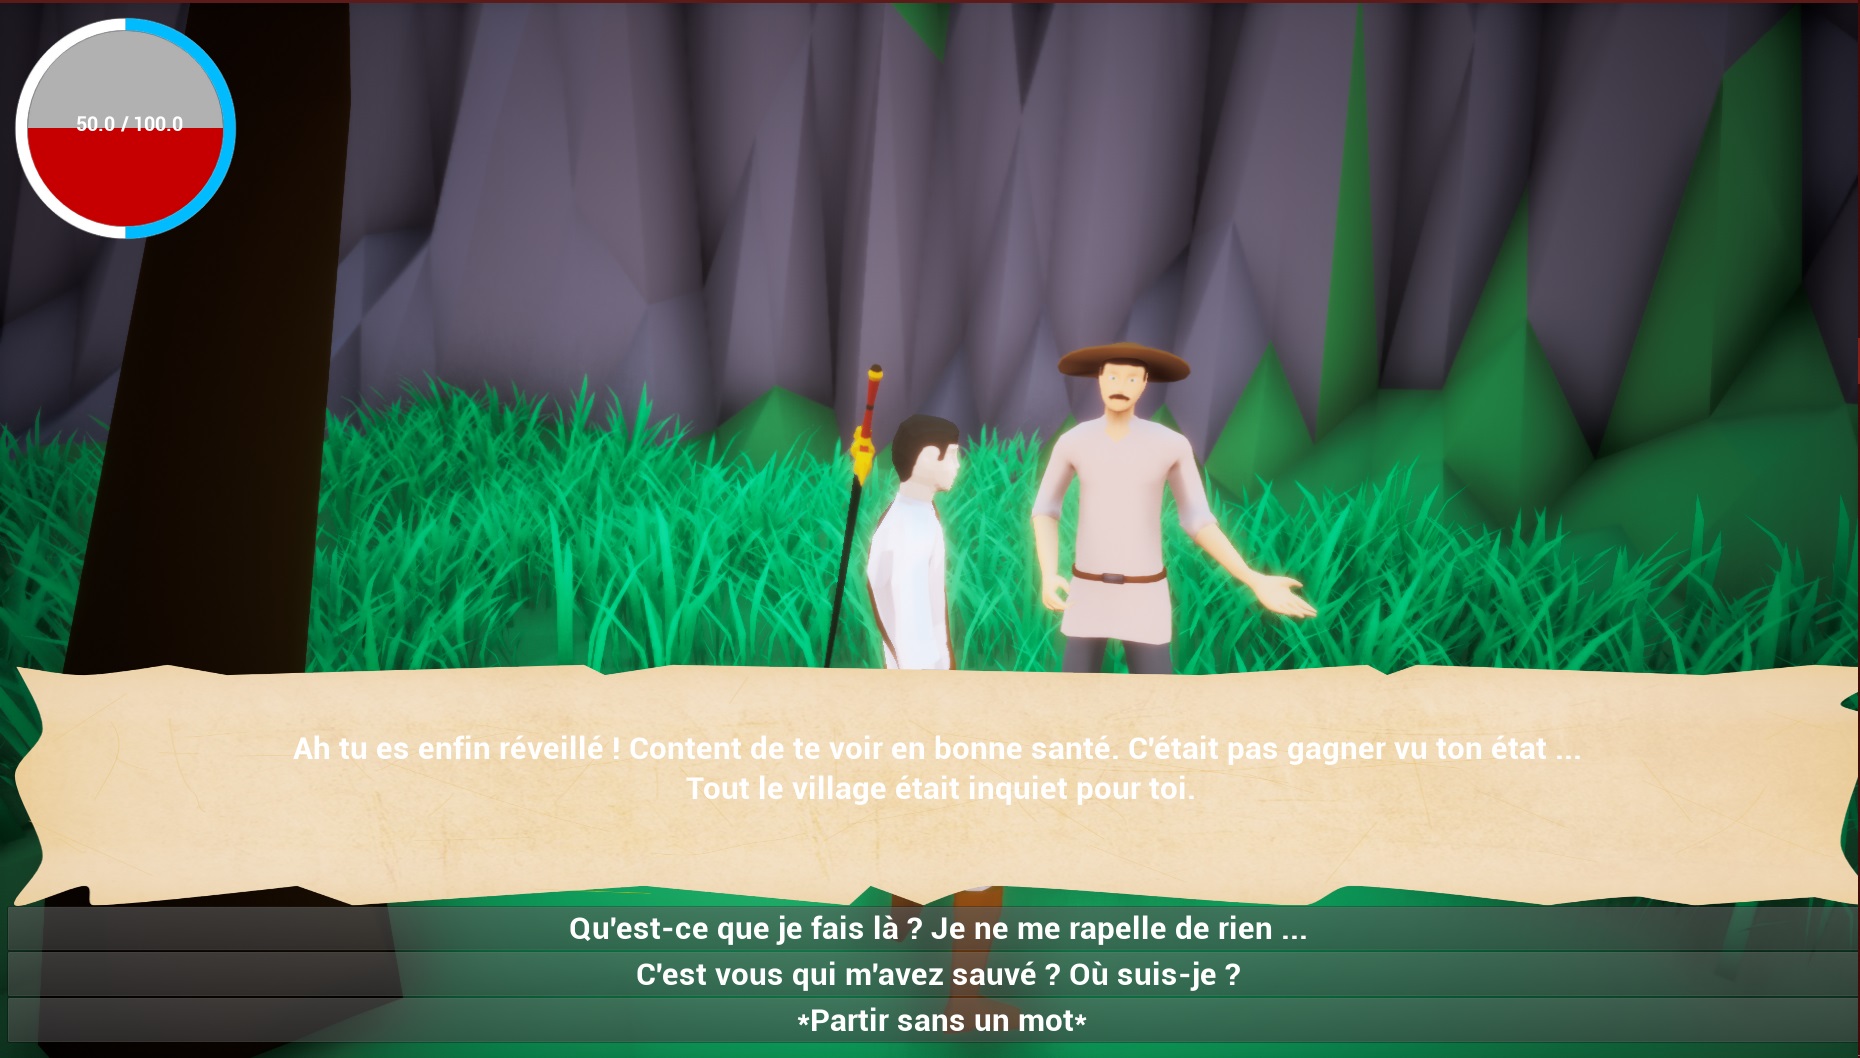 50.0 / 100.0
Ah tu es enfin réveillé ! Content de te voir en bonne santé. C'était pas gagner vu ton état ...
Tout le village était inquiet pour toi.
Qu'est-ce que je fais là ? Je ne me rapelle de rien ...
C'est vous qui m'avez sauvé ? Où suis-je ?
*Partir sans un mot*